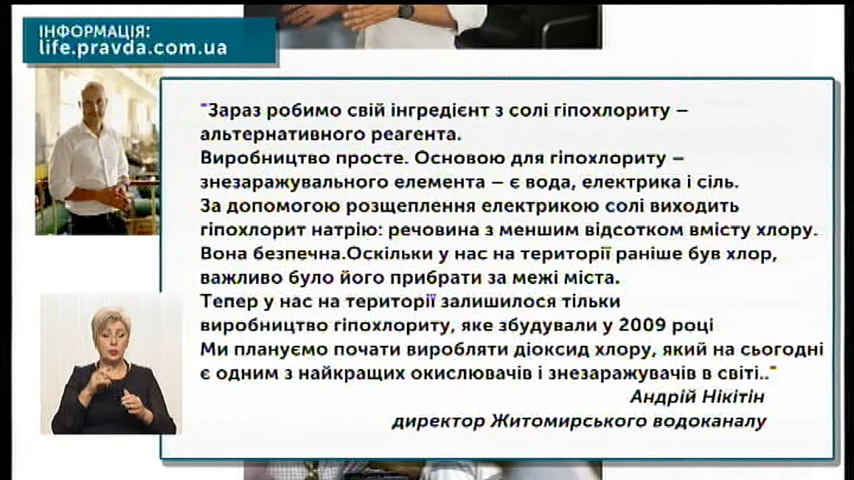 ІНФОРМАЦІЯ:
life.pravda.com.ua
"Зараз робимо свій інгредієнт з солі гіпохлориту –
альтернативного реагента.
Виробництво просте. Основою для гіпохлориту –
знезаражувального елемента – є вода, електрика і сіль.
За допомогою розщеплення електрикою солі виходить
гіпохлорит натрію: речовина з меншим відсотком вмісту хлору.
Вона безпечна.Оскільки у нас на території раніше був хлор,
важливо було його прибрати за межі міста.
Тепер у нас на території залишилося тільки
виробництво гіпохлориту, яке збудували у 2009 році
Ми плануємо почати виробляти діоксид хлору, який на сьогодні
є одним з найкращих окислювачів і знезаражувачів в світі.."
Андрій Нікітін
директор Житомирського водоканалу